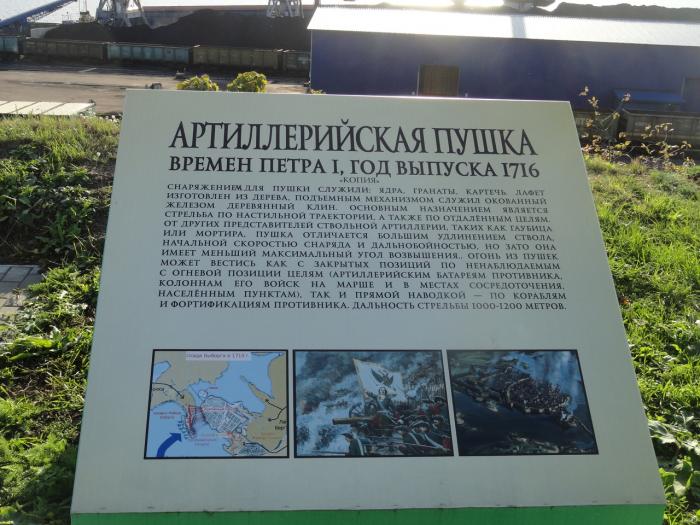 АРТИЛЛЕРИЙСКАЯ ПУШКА
ВРЕМЕН ПЕТРА I, ГОД ВЫПУСКА 1716
«КОПИЯ»
СНАРЯЖЕНИЕМ ДЛЯ ПУШКИ СЛУЖИЛИ: ЯДРА, ГРАНАТЫ, КАРТЕЧЬ. ЛАФЕТ
ИЗГОТОВЛЕН ИЗ ДЕРЕВА, ПОДЪЕМНЫМ МЕХАНИЗМОМ СЛУЖИЛ ОКОВАННЫЙ
ЖЕЛЕЗОМ ДЕРЕВЯННЫЙ КЛИН. ОСНОВНЫМ НАЗНАЧЕНИЕМ ЯВЛЯЕТСЯ
СТРЕЛЬБА ПО НАСТИЛЬНОЙ ТРАЕКТОРИИ, А ТАКЖЕ ПО ОТДАЛЁННЫМ ЦЕЛЯМ.
ОТ ДРУГИХ ПРЕДСТАВИТЕЛЕЙ СТВОЛЬНОЙ АРТИЛЛЕРИИ, ТАКИХ КАК ГАУБИЦА
ИЛИ МОРТИРА, ПУШКА ОТЛИЧАЕТСЯ БОЛЬШИМ УДЛИНЕНИЕМ СТВОЛА,
НАЧАЛЬНОЙ СКОРОСТЬЮ СНАРЯДА И ДАЛЬНОБОЙНОСТЬЮ, НО ЗАТО ОНА
ИМЕЕТ МЕНЬШИЙ МАКСИМАЛЬНЫЙ УГОЛ ВОЗВЫШЕНИЯ.. ОГОНЬ ИЗ ПУШЕК
МОЖЕТ ВЕСТИСЬ КАК С ЗАКРЫТЫХ ПОЗИЦИЙ ПО НЕНАБЛЮДАЕМЫМ
С ОГНЕВОЙ ПОЗИЦИИ ЦЕЛЯМ (АРТИЛЛЕРИЙСКИМ БАТАРЕЯМ ПРОТИВНИКА,
КОЛОННАМ ЕГО ВОЙСК НА МАРШЕ И В МЕСТАХ СОСРЕДОТОЧЕНИЯ,
НАСЕЛЁННЫМ ПУНКТАМ), ТАК И ПРЯМОЙ НАВОДКОЙ — ПО КОРАБЛЯМ
И ФОРТИФИКАЦИЯМ ПРОТИВНИКА. ДАЛЬНОСТЬ СТРЕЛЬБЫ 1000-1200 МЕТРОВ.
Осада Выборга в 1710 г.